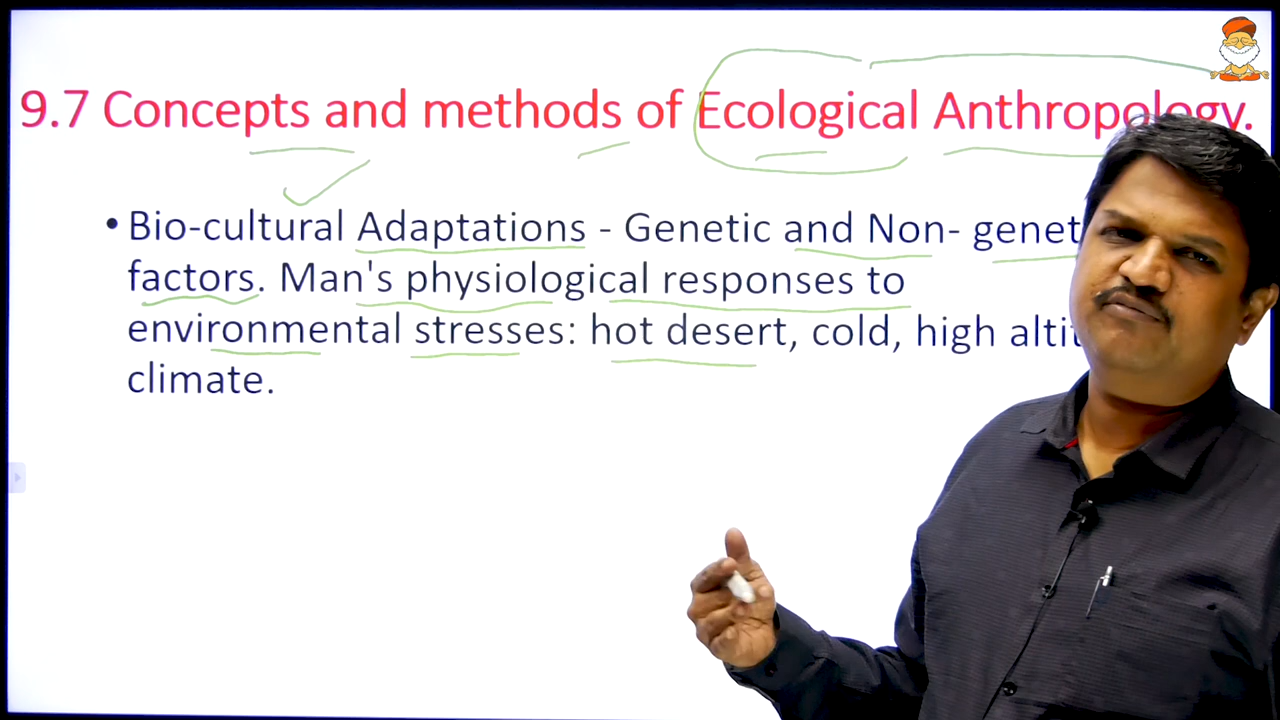 9.7 Concepts and methods of Ecological Anthropology.
• Bio-cultural Adaptations - Genetic and Non-
factors. Man's physiological responses to
environmental stresses: hot desert, cold, high
climate.